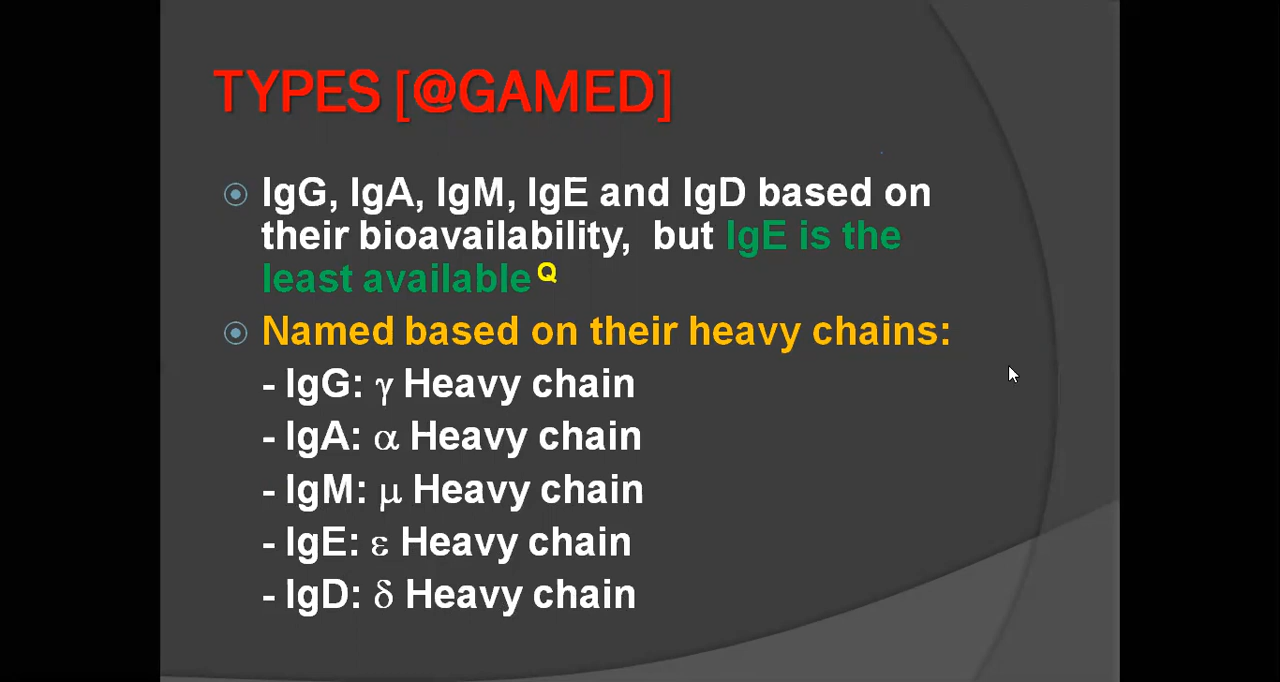 TYPES [@GAMED]
IgG, IgA, IgM, IgE and IgD based on
their bioavailability, but IgE is the
least available Q
Named based on their heavy chains:
- IgG: γ Heavy chain
- IgA: α Heavy chain
- IgM: μ Heavy chain
- IgE: ε Heavy chain
- IgD: δ Heavy chain